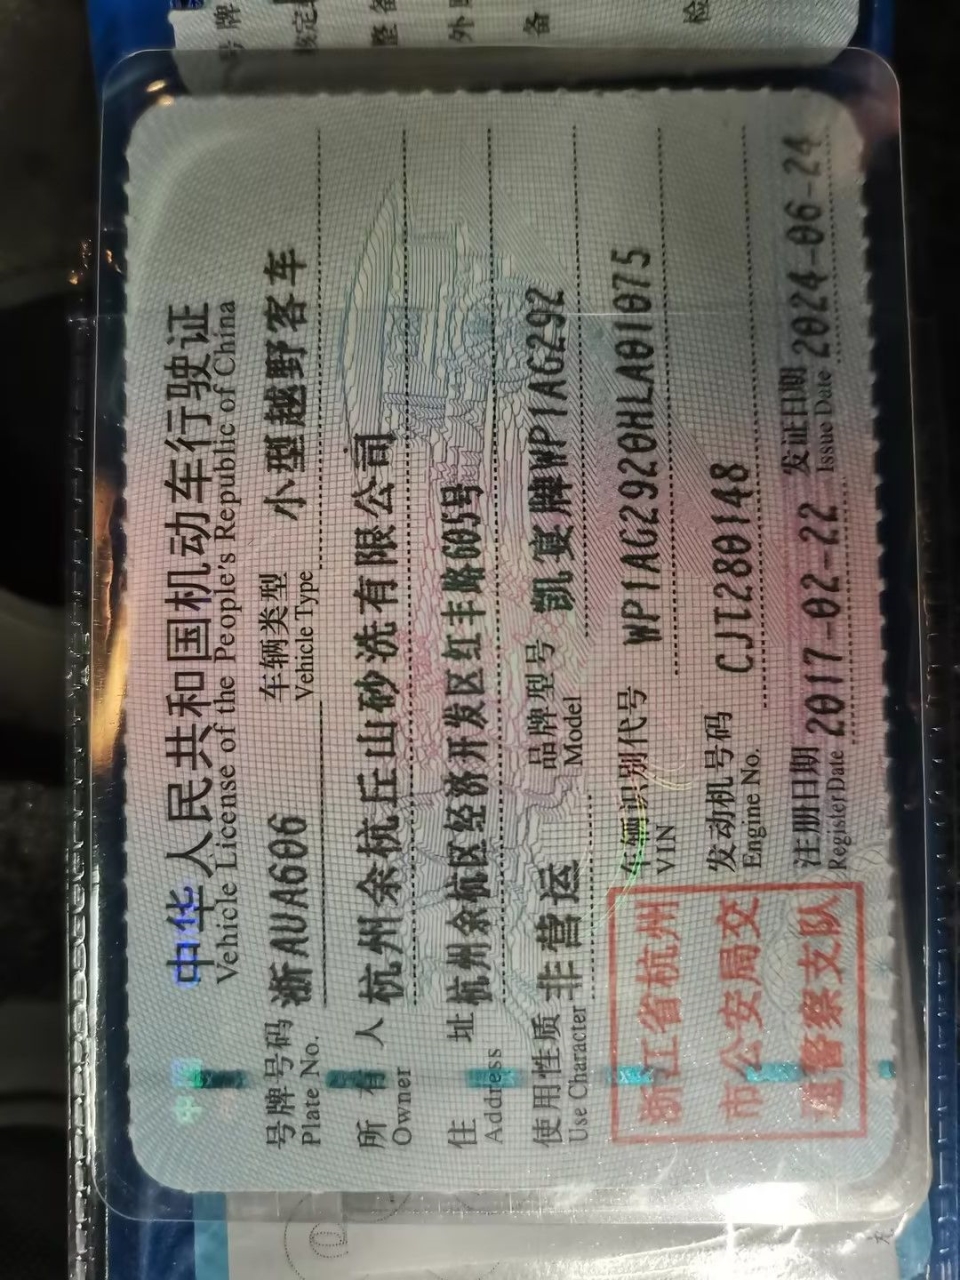 中华人民共和国机动车行驶证
Vehicle License of the People's Republic of China
号牌号码 浙AUA606 车辆类型 小型越野客车
Plate No. Vehicle Type
所有人 杭州余杭丘山砂洗有限公司
Owner
住址 杭州余杭区经济开发区红丰路605号
Address
使用性质 非营运 品牌型号 凯宴牌WP1AG292
Use Character Model
浙江省杭州市公安局交通警察支队
车辆识别代号 WP1AG2920HLA01075
VIN
发动机号码 CJT280148
Engine No.
注册日期 2017-02-22 发证日期 2024-06-24
Register Date Issue Date